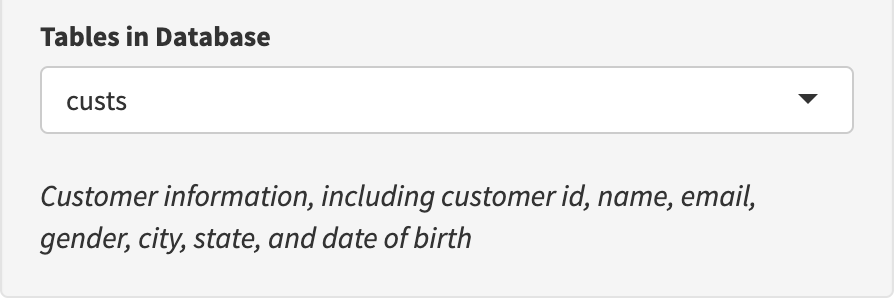 Tables in Database
custs
Customer information, including customer id, name, email,
gender, city, state, and date of birth